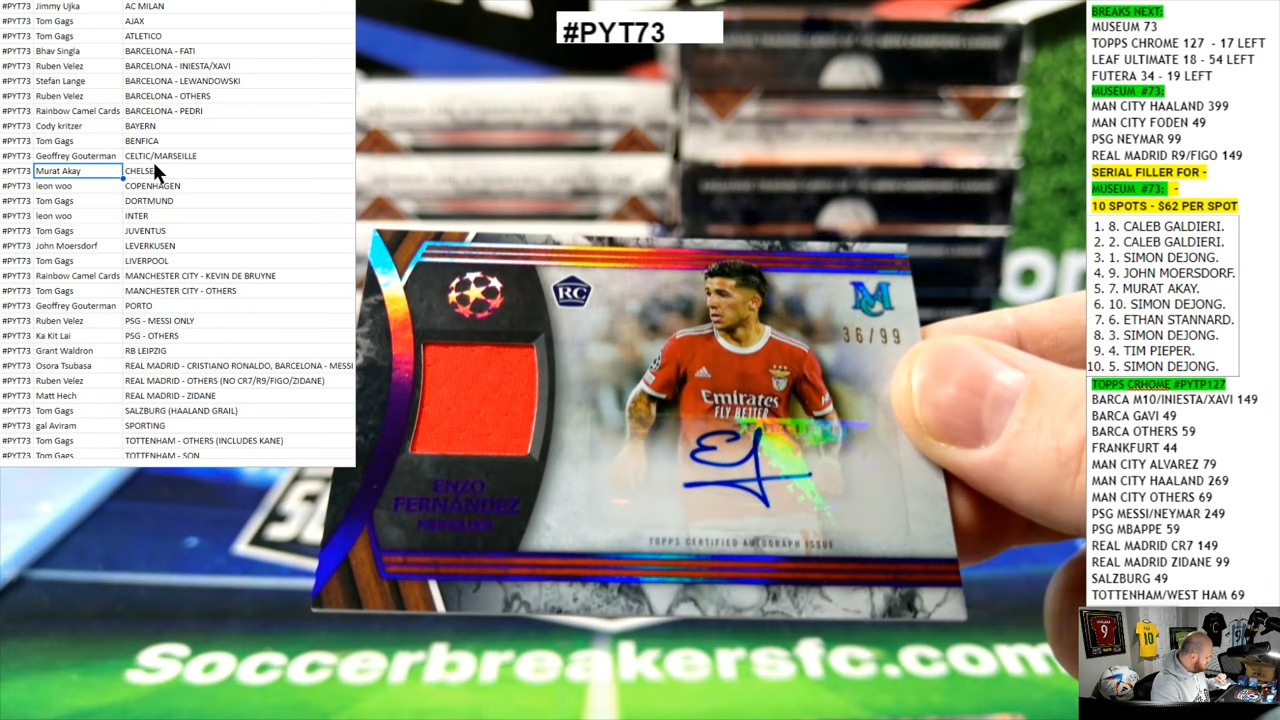 #PYT73 Jimmy Ujka AC MILAN
#PYT73 Tom Gags AJAX
#PYT73 Tom Gags ATLETICO
#PYT73 Bhav Singla BARCELONA - FATI
#PYT73 Ruben Velez BARCELONA - INIESTA/XAVI
#PYT73 Stefan Lange BARCELONA - LEWANDOWSKI
#PYT73 Ruben Velez BARCELONA - OTHERS
#PYT73 Rainbow Camel Cards BARCELONA - PEDRI
#PYT73 Cody kritzer BAYERN
#PYT73 Tom Gags BENFICA
#PYT73 Geoffrey Gouterman CELTIC/MARSEILLE
#PYT73 Murat Akay
#PYT73 leon woo COPENHAGEN
#PYT73 Tom Gags DORTMUND
#PYT73 leon woo INTER
#PYT73 Tom Gags JUVENTUS
#PYT73 John Moersdorf LEVERKUSEN
#PYT73 Tom Gags LIVERPOOL
#PYT73 Rainbow Camel Cards MANCHESTER CITY - KEVIN DE BRUYNE
#PYT73 Tom Gags MANCHESTER CITY - OTHERS
#PYT73 Geoffrey Gouterman PORTO
#PYT73 Ruben Velez PSG - MESSI ONLY
#PYT73 Ka Kit Lai PSG - OTHERS
#PYT73 Grant Waldron RB LEIPZIG
#PYT73 Osora Tsubasa REAL MADRID - CRISTIANO RONALDO, BARCELONA - MESSI
#PYT73 Ruben Velez REAL MADRID - OTHERS (NO CR7/R9/FIGO/ZIDANE)
#PYT73 Matt Hech REAL MADRID - ZIDANE
#PYT73 Tom Gags SALZBURG (HAALAND GRAIL)
#PYT73 gal Aviram SPORTING
#PYT73 Tom Gags TOTTENHAM - OTHERS (INCLUDES KANE)
#PYT73 Tom Gags TOTTENHAM - SON
#PYT73
RC
36/99
Emirates
FLY BETTER
ENZO
FERNÁNDEZ
TOPPS CERTIFIED AUTOGRAPH ISSUE
Soccerbreakersfc.com
BREAKS NEXT:
MUSEUM 73
TOPPS CHROME 127 - 17 LEFT
LEAF ULTIMATE 18 - 54 LEFT
FUTERA 34 - 19 LEFT
MUSEUM #73:
MAN CITY HAALAND 399
MAN CITY FODEN 49
PSG NEYMAR 99
REAL MADRID R9/FIGO 149
SERIAL FILLER FOR -
MUSEUM #73: -
10 SPOTS - $62 PER SPOT
1. 8. CALEB GALDIERI.
2. 2. CALEB GALDIERI.
3. 1. SIMON DEJONG.
4. 9. JOHN MOERSDORF.
5. 7. MURAT AKAY.
6. 10. SIMON DEJONG.
7. 6. ETHAN STANNARD.
8. 3. SIMON DEJONG.
9. 4. TIM PIEPER.
10. 5. SIMON DEJONG.
TOPPS CRHOME #PYTP127
BARCA M10/INIESTA/XAVI 149
BARCA GAVI 49
BARCA OTHERS 59
FRANKFURT 44
MAN CITY ALVAREZ 79
MAN CITY HAALAND 269
MAN CITY OTHERS 69
PSG MESSI/NEYMAR 249
PSG MBAPPE 59
REAL MADRID CR7 149
REAL MADRID ZIDANE 99
SALZBURG 49
TOTTENHAM/WEST HAM 69
9
10